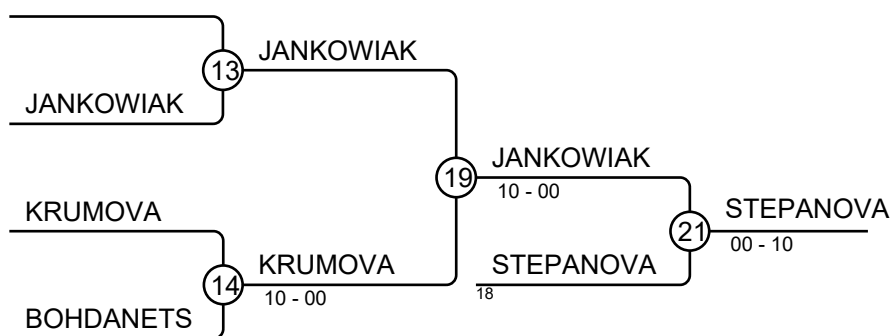 JANKOWIAK
13
JANKOWIAK
JANKOWIAK
19
10 - 00
KRUMOVA
STEPANOVA
21
00 - 10
KRUMOVA
14
10 - 00
STEPANOVA
18
BOHDANETS